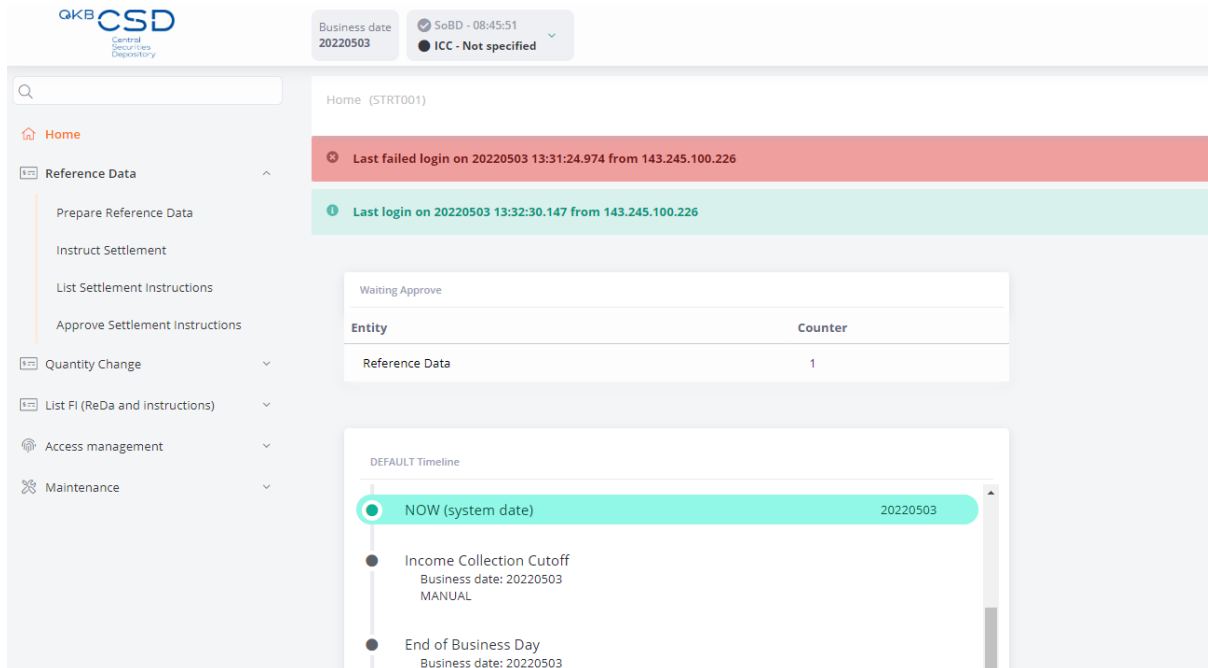 QKB CSD
Central
Securities
Depository
Business date
20220503
SoBD - 08:45:51
ICC - Not specified
Home (STRT001)
Home
Reference Data
Prepare Reference Data
Instruct Settlement
List Settlement Instructions
Approve Settlement Instructions
Quantity Change
List FI (ReDa and instructions)
Access management
Maintenance
Last failed login on 20220503 13:31:24.974 from 143.245.100.226
Last login on 20220503 13:32:30.147 from 143.245.100.226
Waiting Approve
Entity Counter
Reference Data 1
DEFAULT Timeline
NOW (system date) 20220503
Income Collection Cutoff
Business date: 20220503
MANUAL
End of Business Day
Business date: 20220503